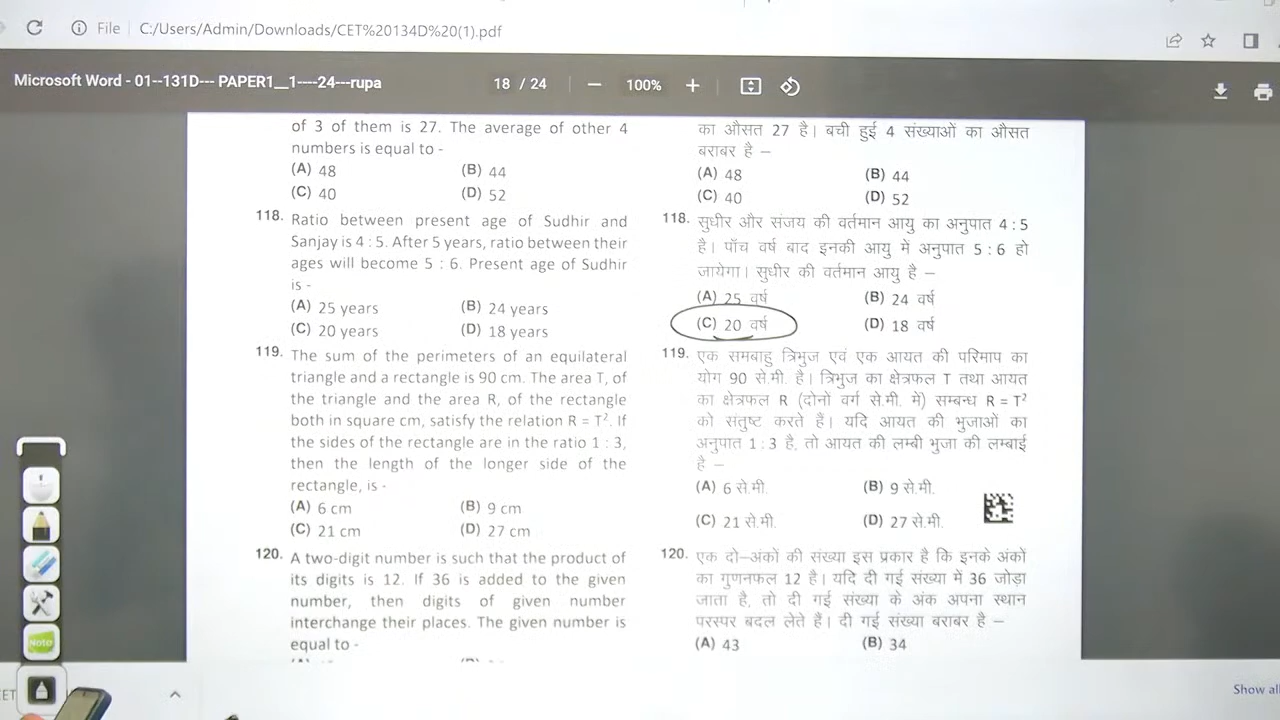 File C:/Users/Admin/Downloads/CET%20134D%20(1).pdf
Microsoft Word - 01--131D--- PAPER1__1----24---rupa
18 / 24
100%
of 3 of them is 27. The average of other 4
numbers is equal to -
(A) 48 (B) 44
(C) 40 (D) 52
118. Ratio between present age of Sudhir and
Sanjay is 4 : 5. After 5 years, ratio between their
ages will become 5 : 6. Present age of Sudhir
is -
(A) 25 years (B) 24 years
(C) 20 years (D) 18 years
119. The sum of the perimeters of an equilateral
triangle and a rectangle is 90 cm. The area T, of
the triangle and the area R, of the rectangle
both in square cm, satisfy the relation R = T². If
the sides of the rectangle are in the ratio 1 : 3,
then the length of the longer side of the
rectangle, is -
(A) 6 cm (B) 9 cm
(C) 21 cm (D) 27 cm
120. A two-digit number is such that the product of
its digits is 12. If 36 is added to the given
number, then digits of given number
interchange their places. The given number is
equal to -
का औसत 27 है। बची हुई 4 संख्याओं का औसत
बराबर है –
(A) 48 (B) 44
(C) 40 (D) 52
118. सुधीर और संजय की वर्तमान आयु का अनुपात 4 : 5
है। पॉच वर्ष बाद इनकी आयु में अनुपात 5 : 6 हो
जायेगा। सुधीर की वर्तमान आयु है –
(A) 25 वर्ष (B) 24 वर्ष
(C) 20 वर्ष (D) 18 वर्ष
119. एक समबाहु त्रिभुज एवं एक आयत की परिमाप का
योग 90 से.मी. है। त्रिभुज का क्षेत्रफल T तथा आयत
का क्षेत्रफल R (दोनों वर्ग से.मी. में) सम्बन्ध R = T²
को संतुष्ट करते हैं। यदि आयत की भुजाओं का
अनुपात 1 : 3 है, तो आयत की लम्बी भुजा की लम्बाई
है –
(A) 6 से.मी. (B) 9 से.मी.
(C) 21 से.मी. (D) 27 से.मी.
120. एक दो–अंकों की संख्या इस प्रकार है कि इनके अंकों
का गुणनफल 12 है। यदि दी गई संख्या में 36 जोड़ा
जाता है, तो दी गई संख्या के अंक अपना स्थान
परस्पर बदल लेते हैं। दी गई संख्या बराबर है –
(A) 43 (B) 34
Note
Show all